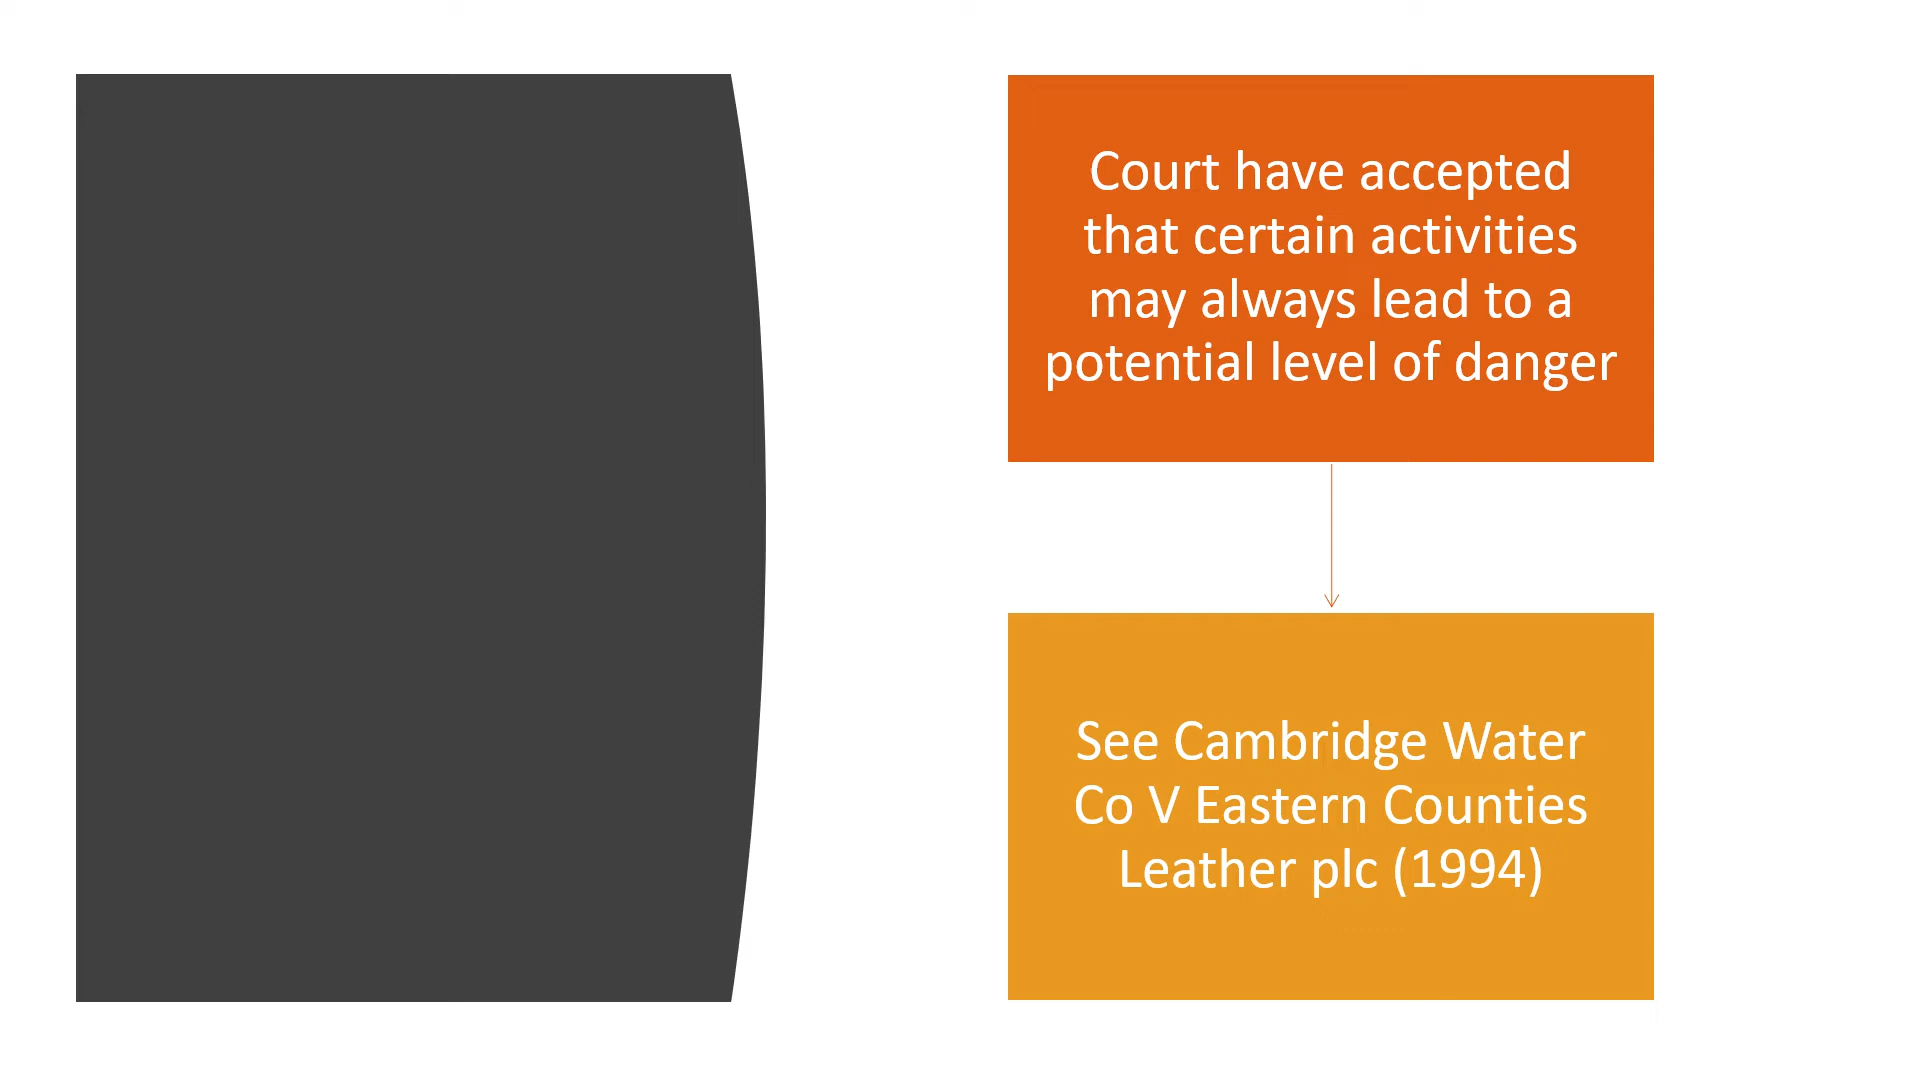 Court have accepted
that certain activities
may always lead to a
potential level of danger
See Cambridge Water
Co V Eastern Counties
Leather plc (1994)